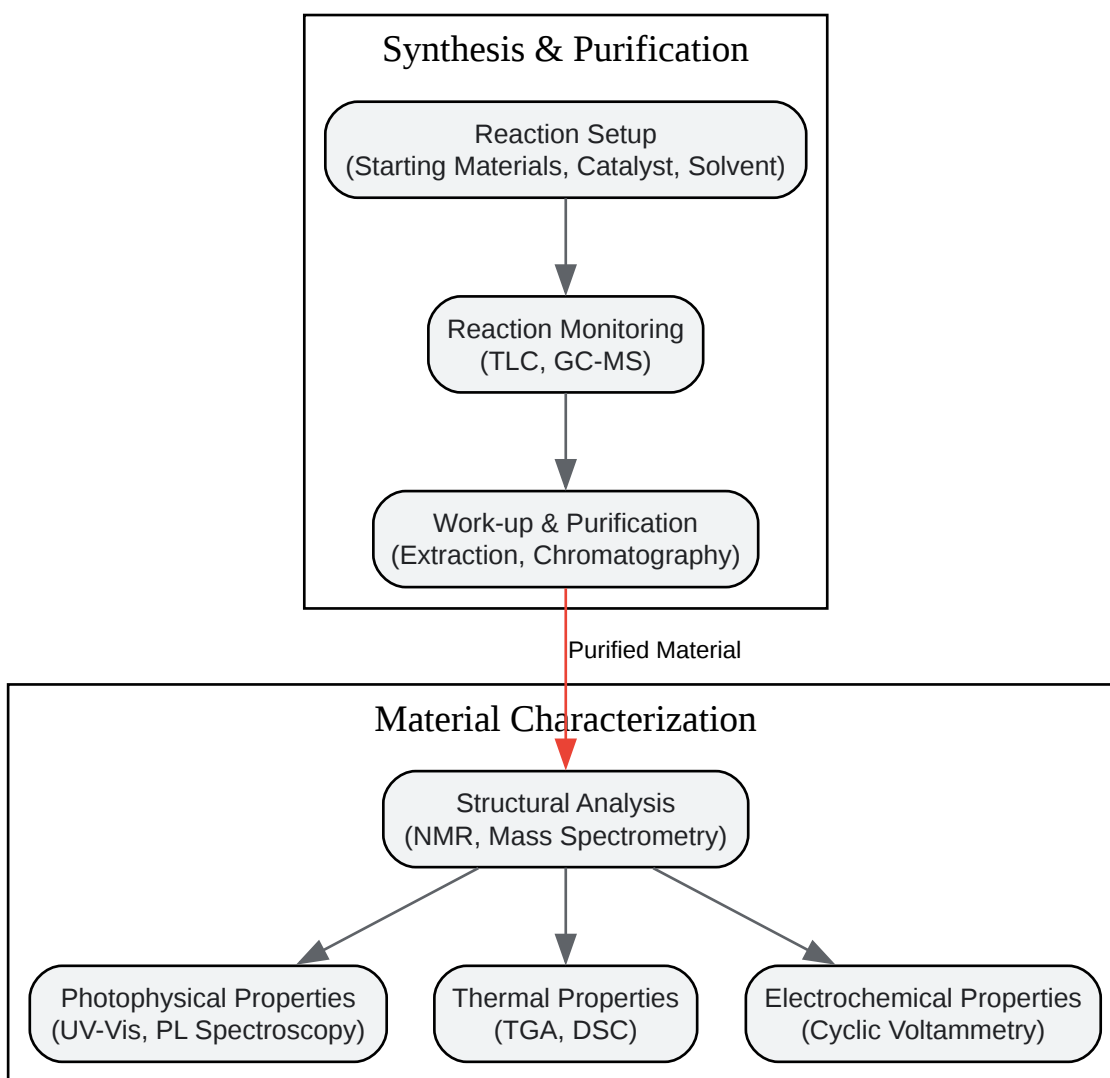 Synthesis & Purification
Reaction Setup
(Starting Materials, Catalyst, Solvent)
Reaction Monitoring
(TLC, GC-MS)
Work-up & Purification
(Extraction, Chromatography)
Purified Material
Material Characterization
Structural Analysis
(NMR, Mass Spectrometry)
Photophysical Properties
(UV-Vis, PL Spectroscopy)
Thermal Properties
(TGA, DSC)
Electrochemical Properties
(Cyclic Voltammetry)